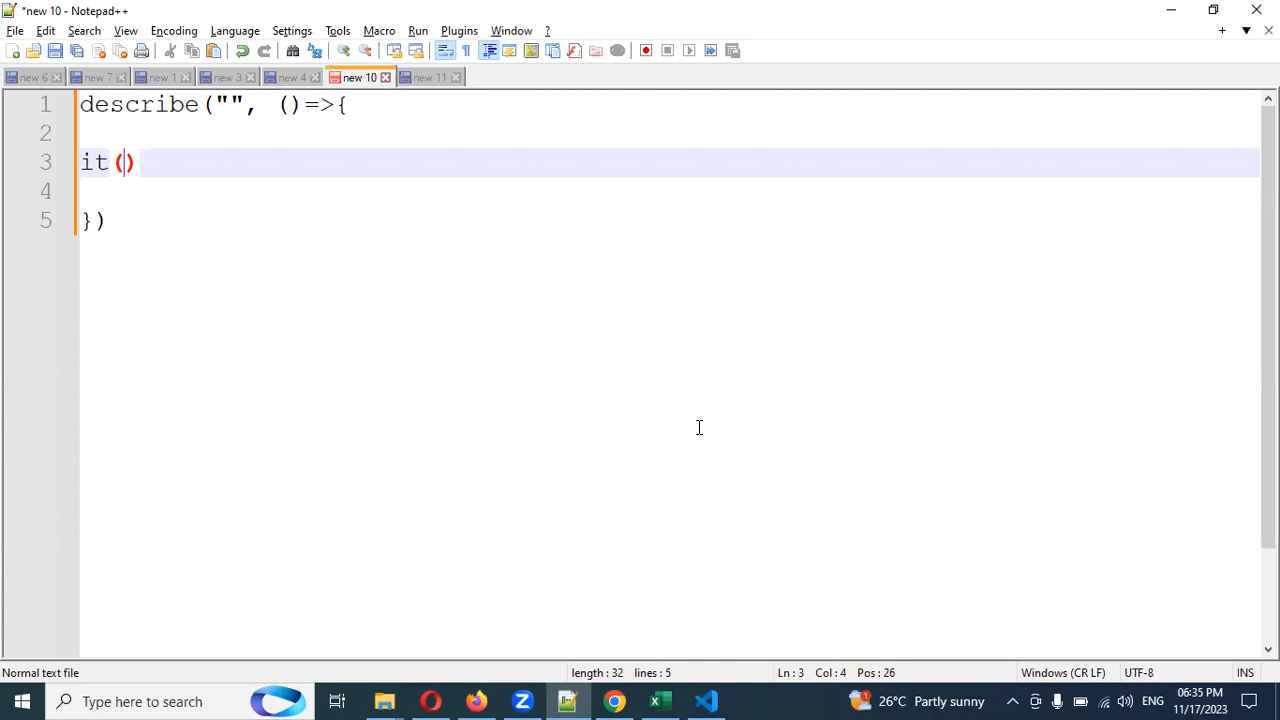 *new 10 - Notepad++
File Edit Search View Encoding Language Settings Tools Macro Run Plugins Window ?
new 6 new 7 new 1 new 3 new 4 new 10 new 11
1 describe("", ()=>{
2
3 it()
4
5 })
Normal text file length : 32 lines : 5 Ln : 3 Col : 4 Pos : 26 Windows (CR LF) UTF-8 INS
Type here to search 26°C Partly sunny ENG 06:35 PM
11/17/2023